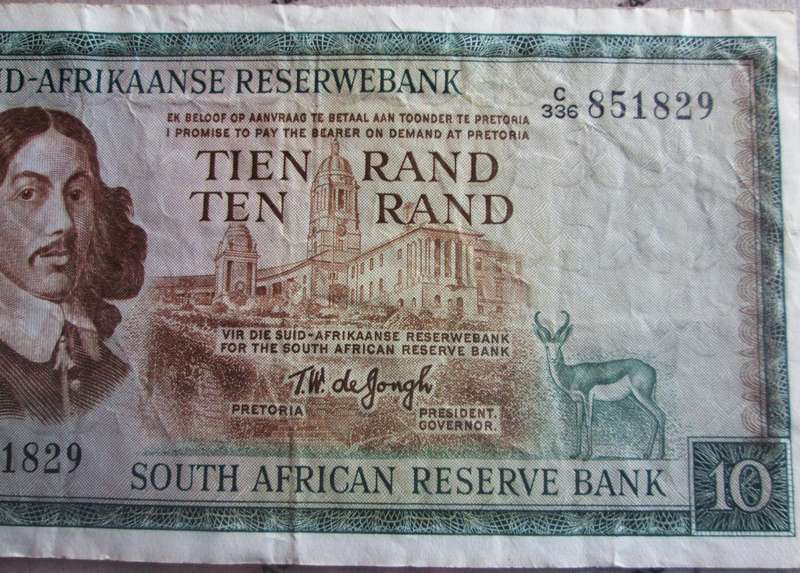 ID-AFRIKAANSE RESERWEBANK
C/336 851829
EK BELOOF OP AANVRAAG TE BETAAL AAN TOONDER TE PRETORIA
I PROMISE TO PAY THE BEARER ON DEMAND AT PRETORIA
TIEN RAND
TEN RAND
VIR DIE SUID-AFRIKAANSE RESERWEBANK
FOR THE SOUTH AFRICAN RESERVE BANK
T.W. de Jongh
PRETORIA
PRESIDENT.
GOVERNOR.
1829
SOUTH AFRICAN RESERVE BANK
10